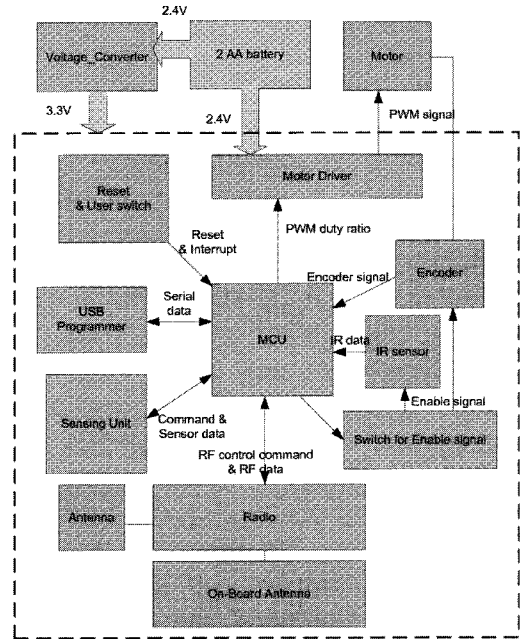 2.4V
Voltage_Converter
2 AA battery
Motor
3.3V
2.4V
PWM signal
Motor Driver
Reset
& User switch
Reset
& Interrupt
PWM duty ratio
Encoder signal
Encoder
USB
Programmer
Serial
data
MCU
IR data
IR sensor
Enable signal
Sensing Unit
Command &
Sensor data
Switch for Enable signal
RF control command
& RF data
Antenna
Radio
On-Board Antenna